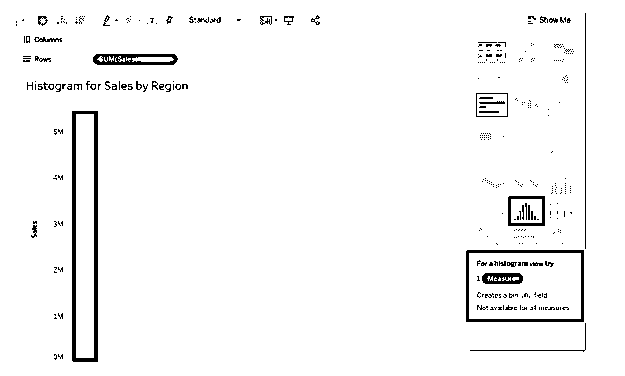 Standard
Show Me
Columns
Rows
SUM(Sales)
Histogram for Sales by Region
5M
4M
3M
2M
1M
0M
Sales
For a histogram view try
1 Measure
Creates a bin field
Not available for all measures